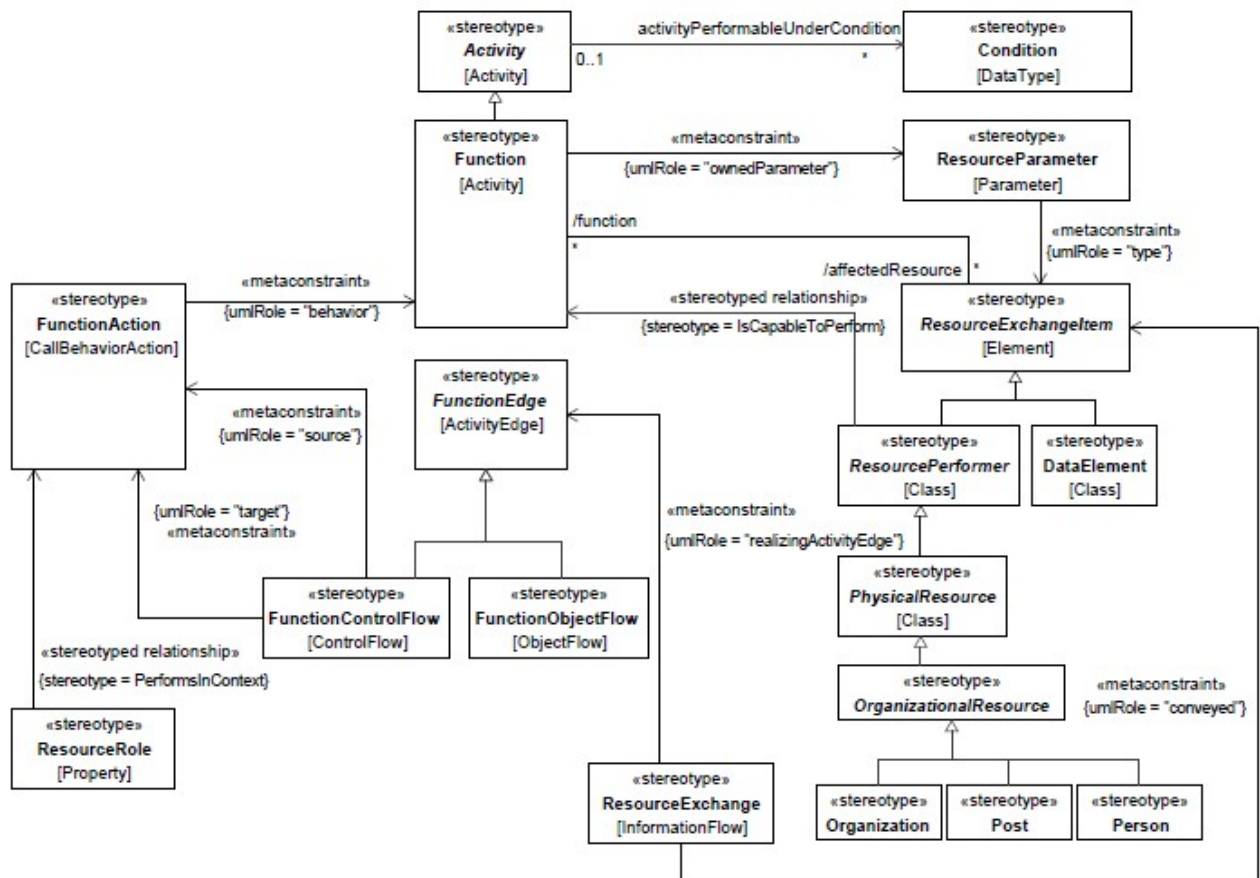 «stereotype»
Activity
[Activity]
activityPerformableUnderCondition
0..1
*
«stereotype»
Condition
[DataType]
«stereotype»
Function
[Activity]
«metaconstraint»
{umlRole = "ownedParameter"}
«stereotype»
ResourceParameter
[Parameter]
/function
*
«metaconstraint»
{umlRole = "type"}
/affectedResource
*
«stereotyped relationship»
{stereotype = IsCapableToPerform}
«stereotype»
FunctionAction
[CallBehaviorAction]
«metaconstraint»
{umlRole = "behavior"}
«stereotype»
ResourceExchangeItem
[Element]
«stereotype»
FunctionEdge
[ActivityEdge]
«metaconstraint»
{umlRole = "source"}
«stereotype»
ResourcePerformer
[Class]
«stereotype»
DataElement
[Class]
{umlRole = "target"}
«metaconstraint»
«metaconstraint»
{umlRole = "realizingActivityEdge"}
«stereotype»
FunctionControlFlow
[ControlFlow]
«stereotype»
FunctionObjectFlow
[ObjectFlow]
«stereotype»
PhysicalResource
[Class]
«stereotyped relationship»
{stereotype = PerformsInContext}
«stereotype»
OrganizationalResource
«metaconstraint»
{umlRole = "conveyed"}
«stereotype»
ResourceRole
[Property]
«stereotype»
ResourceExchange
[InformationFlow]
«stereotype»
Organization
«stereotype»
Post
«stereotype»
Person